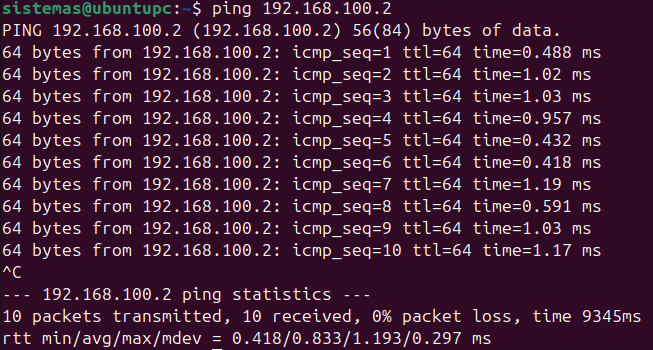 sistemas@ubuntupc:~$ ping 192.168.100.2
PING 192.168.100.2 (192.168.100.2) 56(84) bytes of data.
64 bytes from 192.168.100.2: icmp_seq=1 ttl=64 time=0.488 ms
64 bytes from 192.168.100.2: icmp_seq=2 ttl=64 time=1.02 ms
64 bytes from 192.168.100.2: icmp_seq=3 ttl=64 time=1.03 ms
64 bytes from 192.168.100.2: icmp_seq=4 ttl=64 time=0.957 ms
64 bytes from 192.168.100.2: icmp_seq=5 ttl=64 time=0.432 ms
64 bytes from 192.168.100.2: icmp_seq=6 ttl=64 time=0.418 ms
64 bytes from 192.168.100.2: icmp_seq=7 ttl=64 time=1.19 ms
64 bytes from 192.168.100.2: icmp_seq=8 ttl=64 time=0.591 ms
64 bytes from 192.168.100.2: icmp_seq=9 ttl=64 time=1.03 ms
64 bytes from 192.168.100.2: icmp_seq=10 ttl=64 time=1.17 ms
^C
--- 192.168.100.2 ping statistics ---
10 packets transmitted, 10 received, 0% packet loss, time 9345ms
rtt min/avg/max/mdev = 0.418/0.833/1.193/0.297 ms